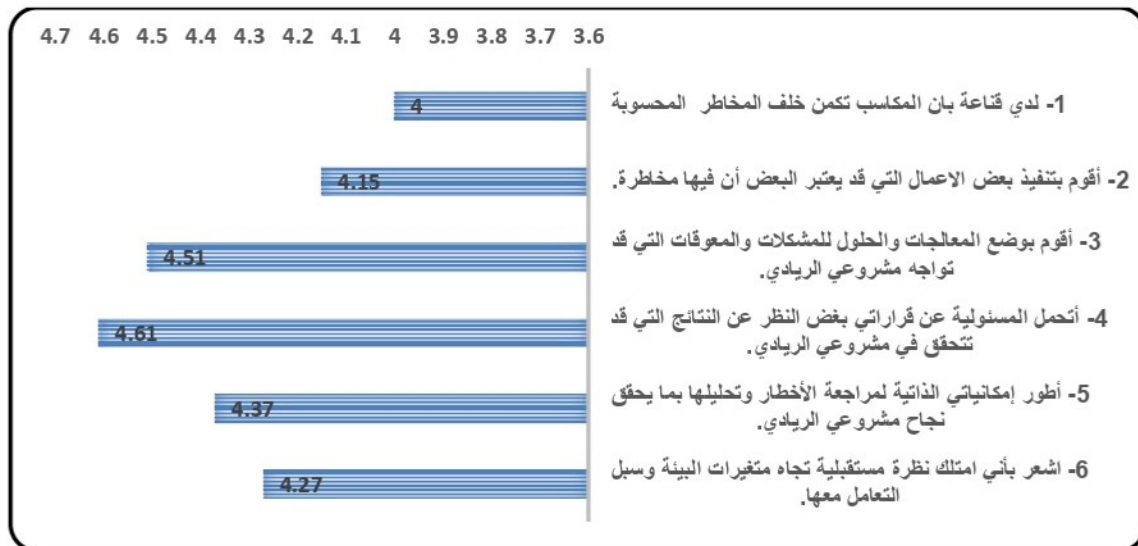 4.7 4.6 4.5 4.4 4.3 4.2 4.1 4 3.9 3.8 3.7 3.6
1- لدي قناعة بان المكاسب تكمن خلف المخاطر المحسوبة
4
2- أقوم بتنفيذ بعض الاعمال التي قد يعتبر البعض أن فيها مخاطرة.
4.15
3- أقوم بوضع المعالجات والحلول للمشكلات والمعوقات التي قد
تواجه مشروعي الريادي.
4.51
4- أتحمل المسئولية عن قراراتي بغض النظر عن النتائج التي قد
تتحقق في مشروعي الريادي.
4.61
5- أطور إمكانياتي الذاتية لمراجعة الأخطار وتحليلها بما يحقق
نجاح مشروعي الريادي.
4.37
6- اشعر بأني امتلك نظرة مستقبلية تجاه متغيرات البيئة وسبل
التعامل معها.
4.27